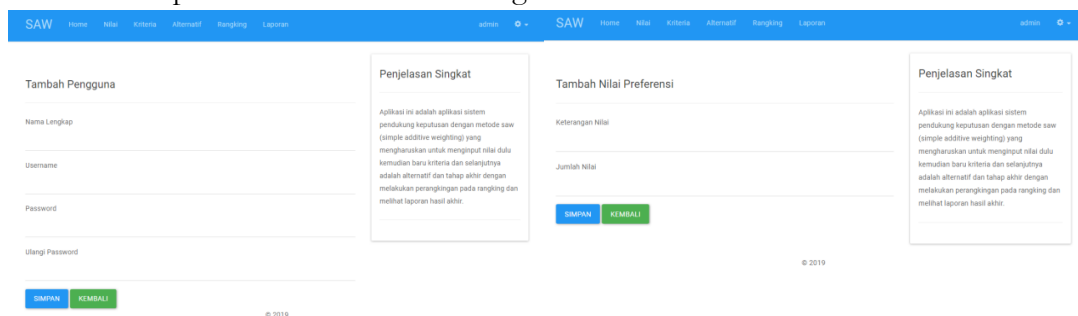 SAW Home Nilai Kriteria Alternatif Rangking Laporan admin
Tambah Pengguna
Nama Lengkap
Username
Password
Ulangi Password
SIMPAN KEMBALI
Penjelasan Singkat
Aplikasi ini adalah aplikasi sistem
pendukung keputusan dengan metode saw
(simple additive weighting) yang
mengharuskan untuk menginput nilai dulu
kemudian baru kriteria dan selanjutnya
adalah alternatif dan tahap akhir dengan
melakukan perangkingan pada rangking dan
melihat laporan hasil akhir.
© 2019
SAW Home Nilai Kriteria Alternatif Rangking Laporan admin
Tambah Nilai Preferensi
Keterangan Nilai
Jumlah Nilai
SIMPAN KEMBALI
Penjelasan Singkat
Aplikasi ini adalah aplikasi sistem
pendukung keputusan dengan metode saw
(simple additive weighting) yang
mengharuskan untuk menginput nilai dulu
kemudian baru kriteria dan selanjutnya
adalah alternatif dan tahap akhir dengan
melakukan perangkingan pada rangking dan
melihat laporan hasil akhir.
© 2019